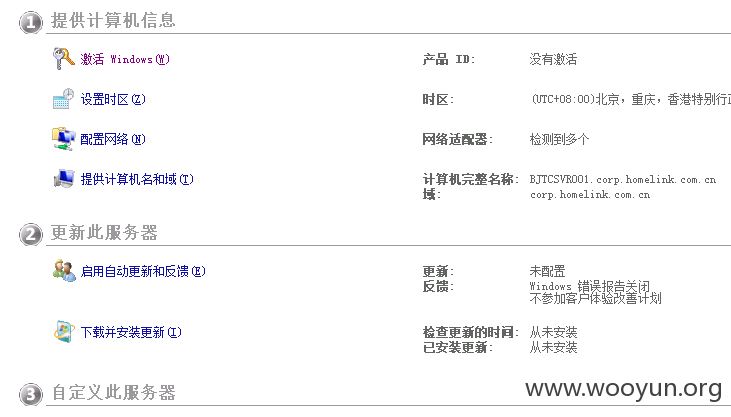 1 提供计算机信息
激活 Windows(W) 产品 ID: 没有激活
设置时区(Z) 时区: (UTC+08:00)北京, 重庆, 香港特别行
配置网络(N) 网络适配器: 检测到多个
提供计算机名和域(T) 计算机完整名称: BJTCSVR001.corp.homelink.com.cn
域: corp.homelink.com.cn
2 更新此服务器
启用自动更新和反馈(E) 更新: 未配置
反馈: Windows 错误报告关闭
不参加客户体验改善计划
下载并安装更新(I) 检查更新的时间: 从未安装
已安装更新: 从未安装
3 自定义此服务器
www.wooyun.org